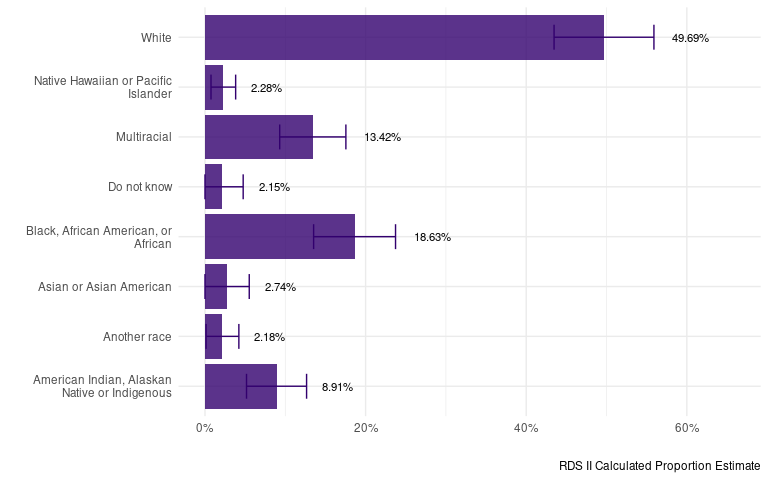 White
49.69%
Native Hawaiian or Pacific
Islander
2.28%
Multiracial
13.42%
Do not know
2.15%
Black, African American, or
African
18.63%
Asian or Asian American
2.74%
Another race
2.18%
American Indian, Alaskan
Native or Indigenous
8.91%
0% 20% 40% 60%
RDS II Calculated Proportion Estimate